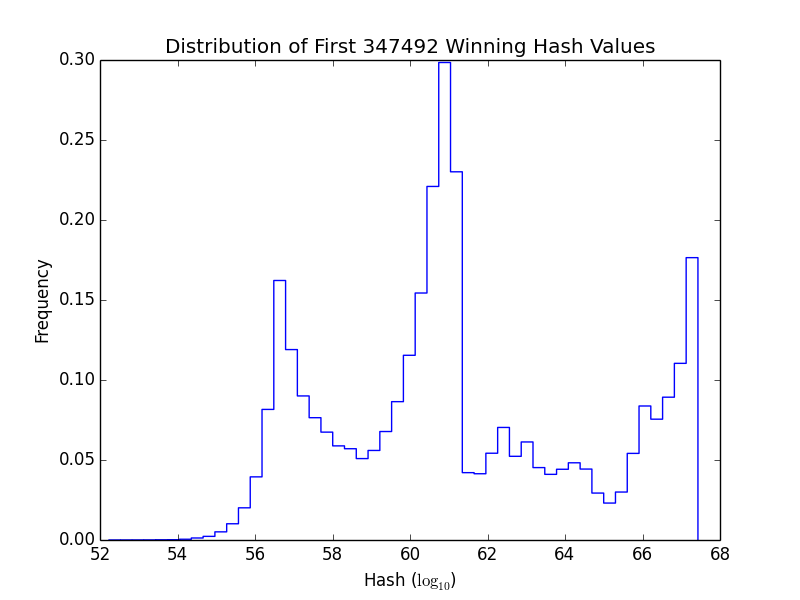 Distribution of First 347492 Winning Hash Values
0.30
0.25
0.20
0.15
0.10
0.05
0.00
Frequency
52 54 56 58 60 62 64 66 68
Hash (log10)